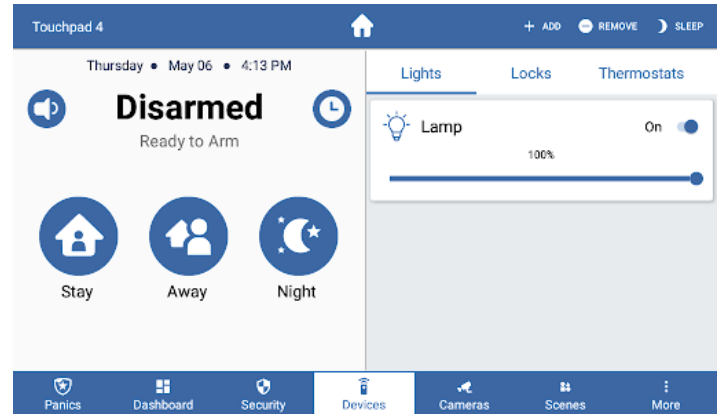 Touchpad 4
+ ADD
REMOVE
SLEEP
Thursday • May 06 • 4:13 PM
Disarmed
Ready to Arm
Stay
Away
Night
Lights
Locks
Thermostats
Lamp
On
100%
Panics
Dashboard
Security
Devices
Cameras
Scenes
More